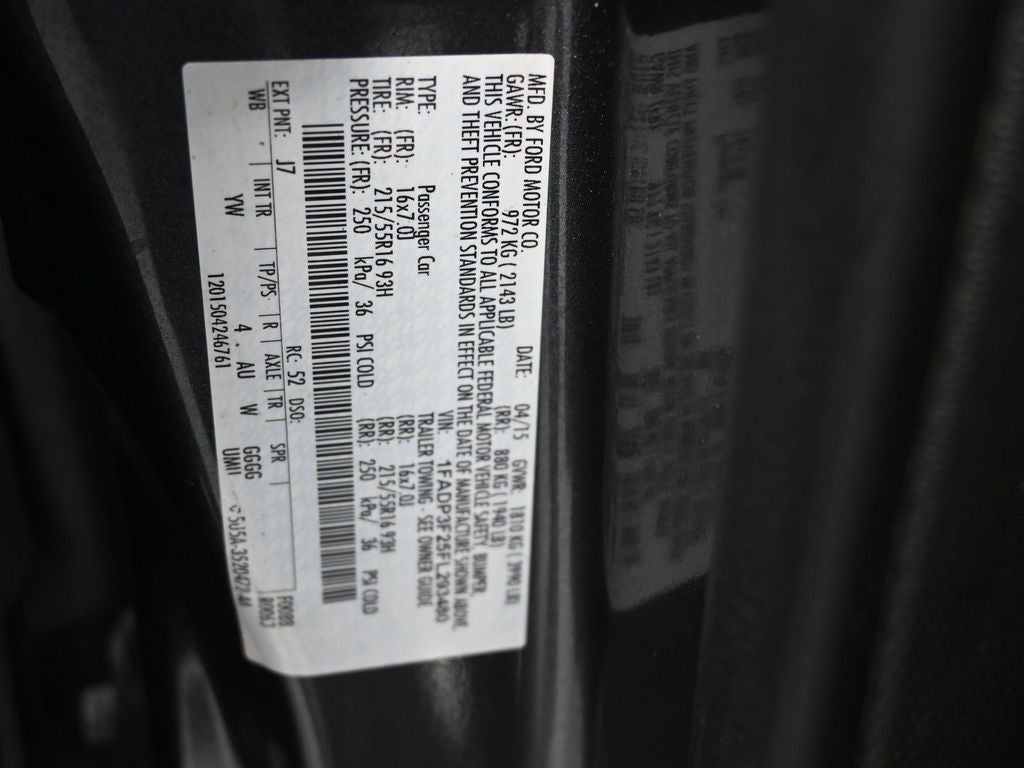 MFD. BY FORD MOTOR CO.
DATE: 04/15 GVWR: 1810 KG ( 3990 LB)
GAWR: (FR): 972 KG ( 2143 LB) (RR): 880 KG ( 1940 LB)
THIS VEHICLE CONFORMS TO ALL APPLICABLE FEDERAL MOTOR VEHICLE SAFETY, BUMPER,
AND THEFT PREVENTION STANDARDS IN EFFECT ON THE DATE OF MANUFACTURE SHOWN ABOVE.
VIN: 1FADP3F25FL293480
TYPE: Passenger Car TRAILER TOWING - SEE OWNER GUIDE
RIM: (FR): 16x7.0J (RR): 16x7.0J
TIRE: (FR): 215/55R16 93H (RR): 215/55R16 93H
PRESSURE: (FR): 250 kPa/ 36 PSI COLD (RR): 250 kPa/ 36 PSI COLD
RC: 52 DSO:
EXT PNT: J7
WB INT TR TP/PS R AXLE TR SPR
YW 4 AU W GGGG
1201504246761 UMII